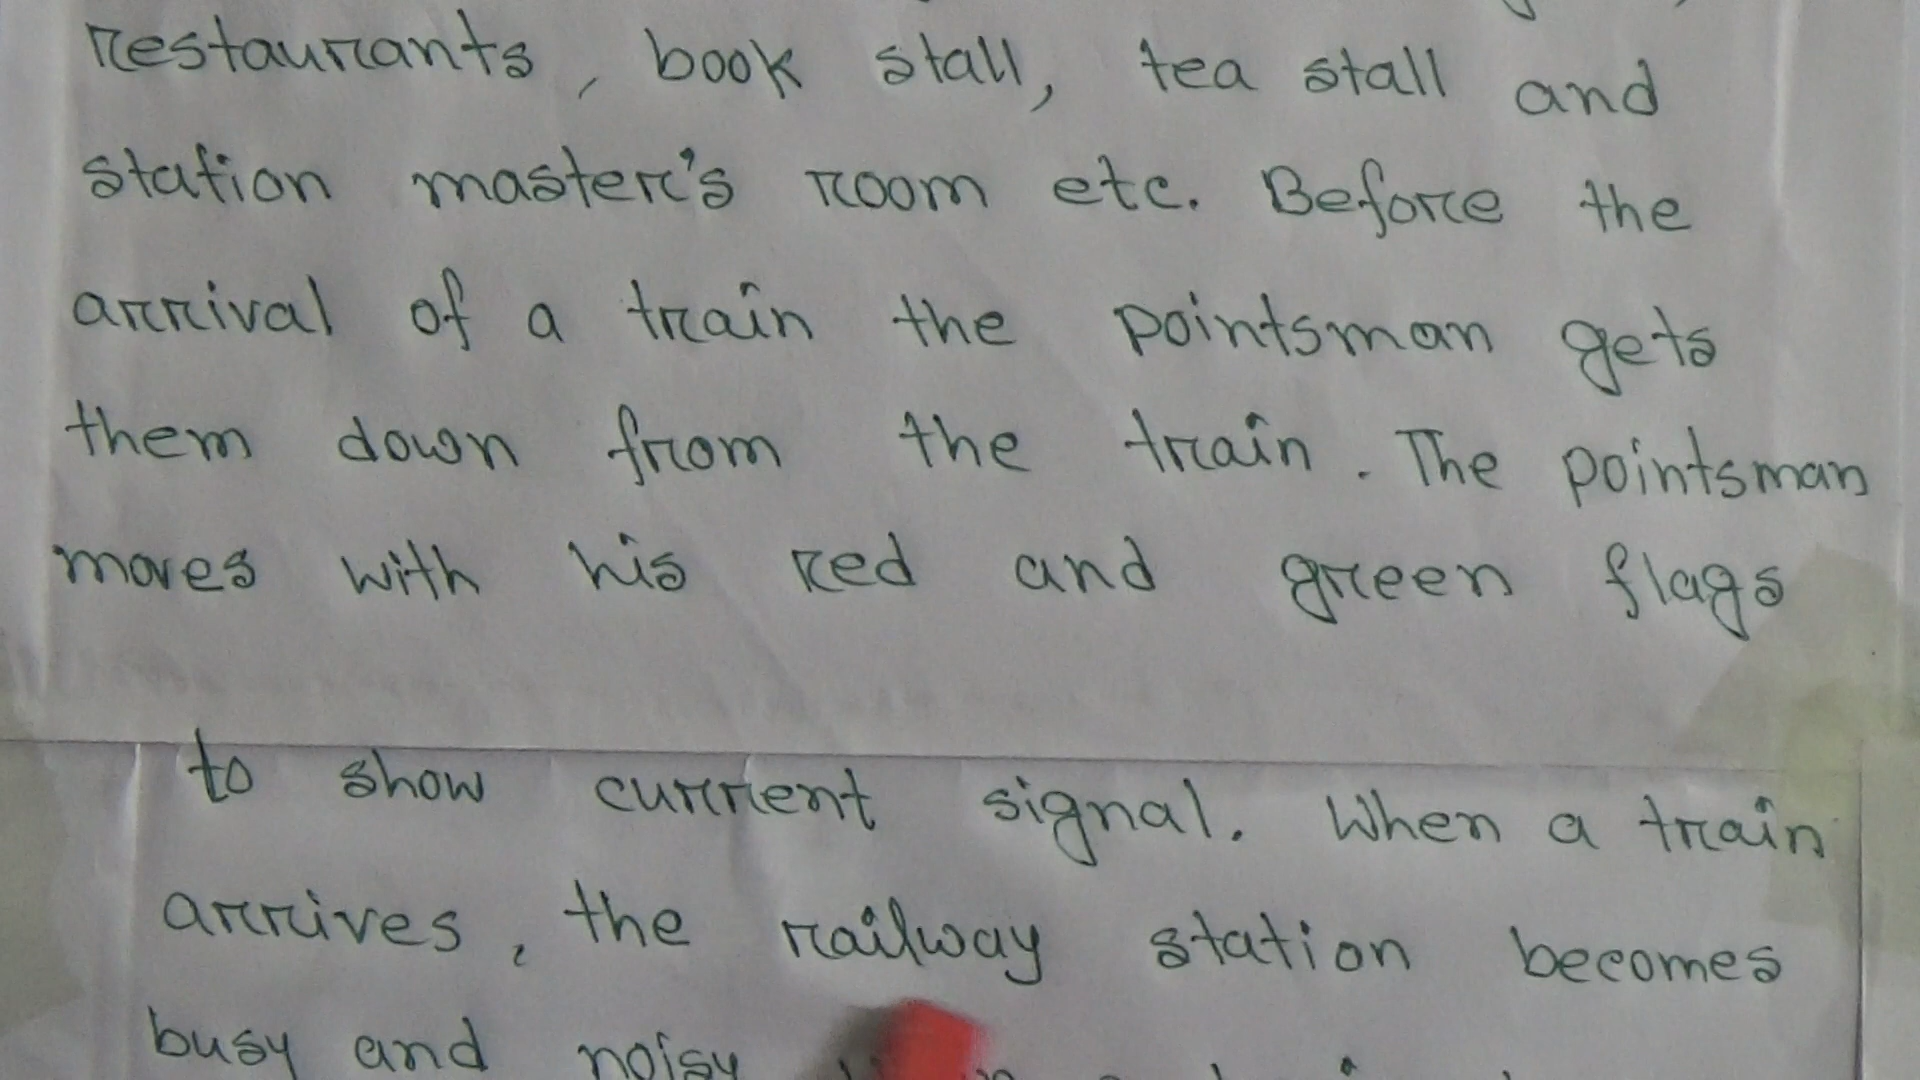 restaurants, book stall, tea stall and
station master's room etc. Before the
arrival of a train the pointsman gets
them down from the train. The pointsman
moves with his red and green flags
to show current signal. When a train
arrives, the railway station becomes
busy and noisy